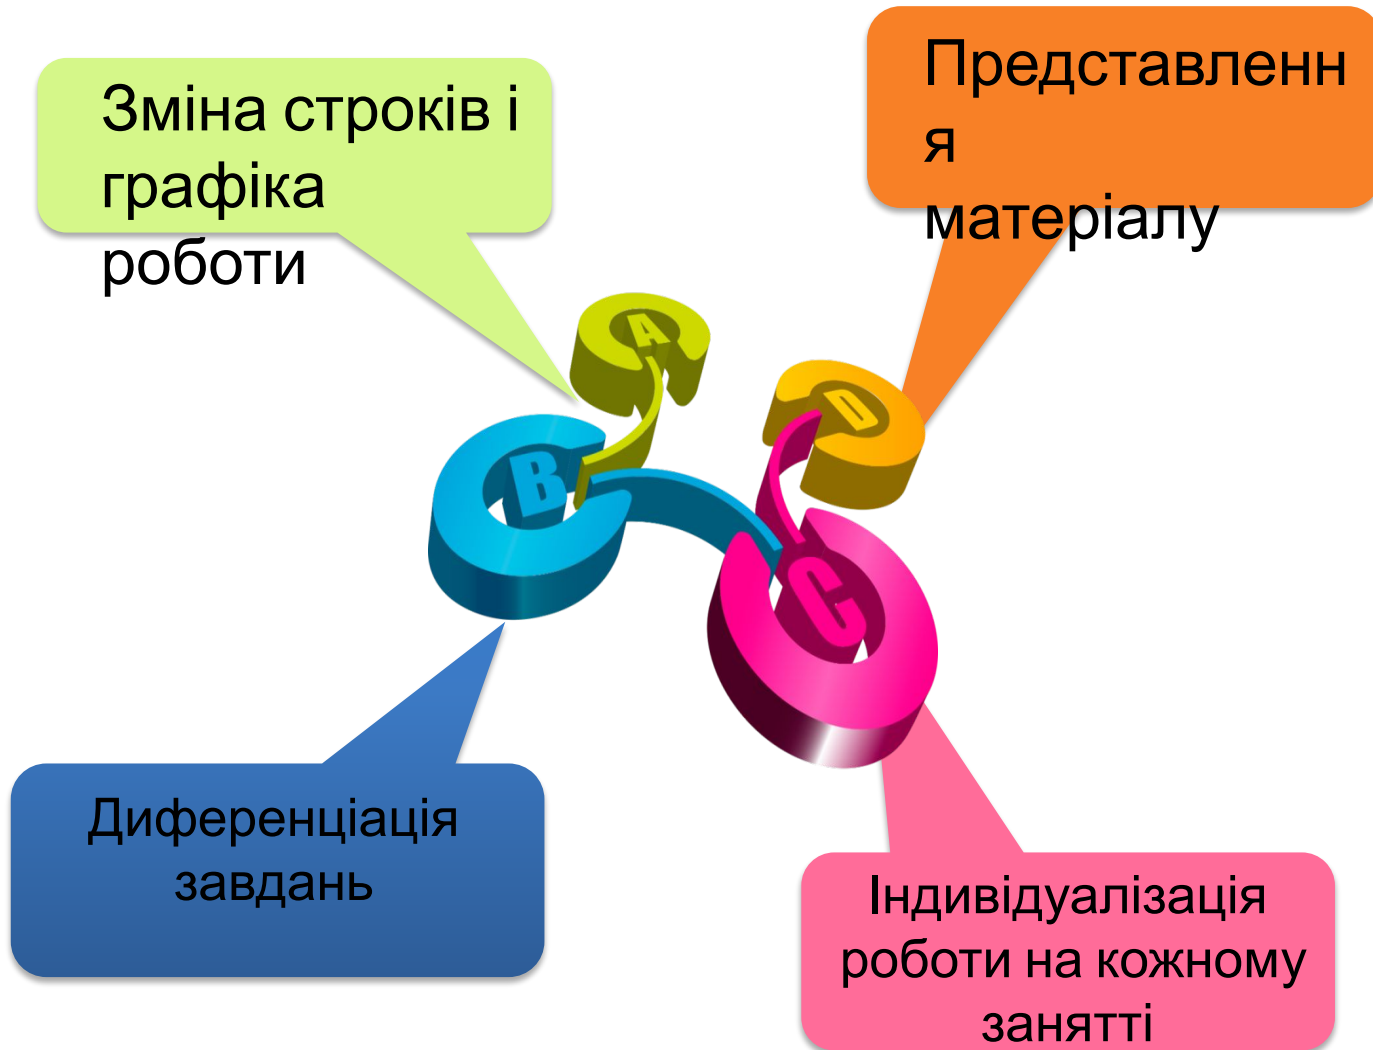 Зміна строків і
графіка
роботи
Представленн
я
матеріалу
A
D
B
C
Диференціація
завдань
Індивідуалізація
роботи на кожному
занятті